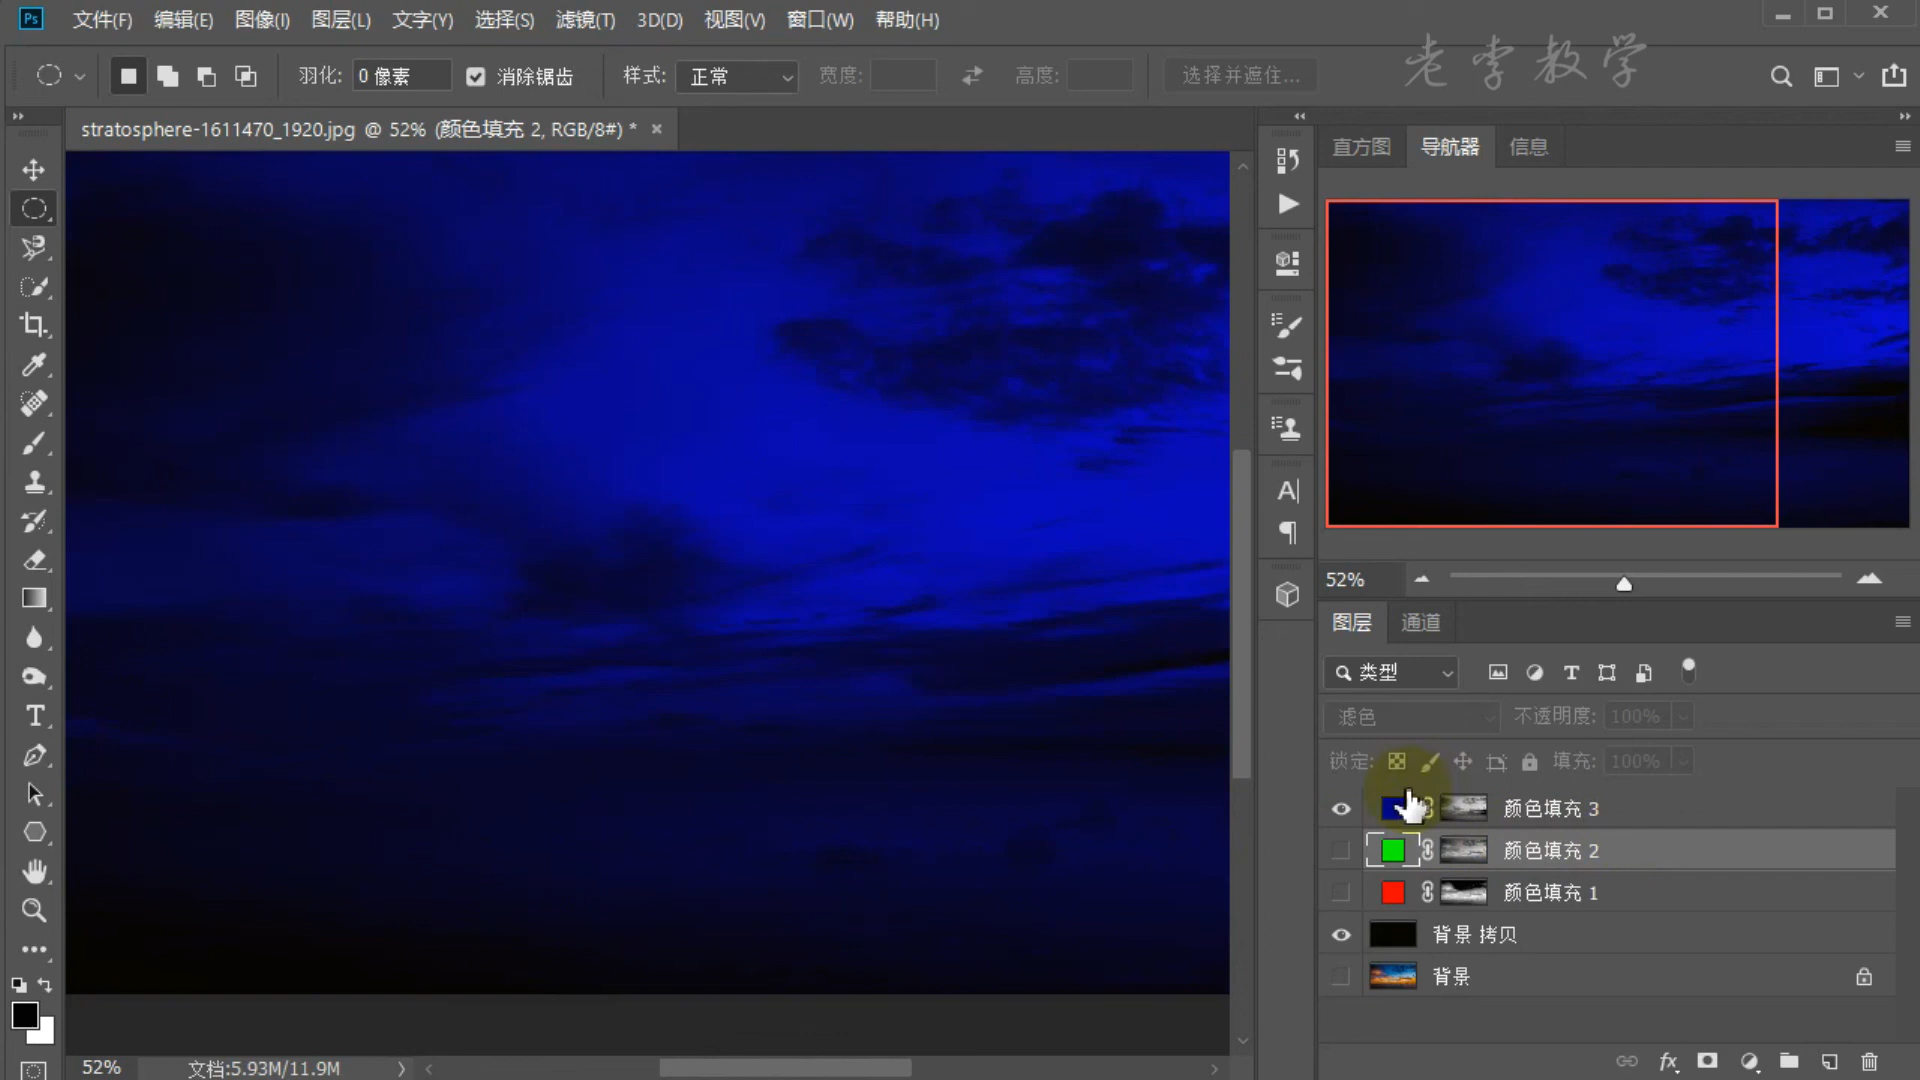 Ps 文件(F) 编辑(E) 图像(I) 图层(L) 文字(Y) 选择(S) 滤镜(T) 3D(D) 视图(V) 窗口(W) 帮助(H)
羽化: 0 像素 消除锯齿 样式: 正常 宽度: 高度: 选择并遮住...
老李教学
stratosphere-1611470_1920.jpg @ 52% (颜色填充 2, RGB/8#) *
直方图 导航器 信息
52%
图层 通道
类型
滤色 不透明度: 100%
锁定: 填充: 100%
颜色填充 3
颜色填充 2
颜色填充 1
背景 拷贝
背景
52% 文档:5.93M/11.9M